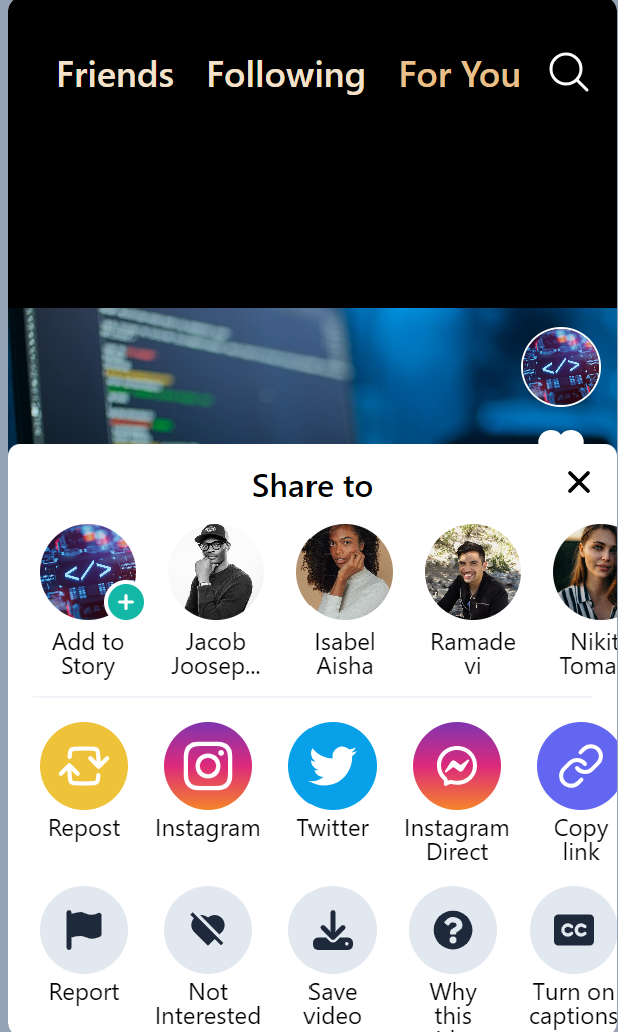 Friends Following For You
Share to
Add to Story
Jacob Joosep...
Isabel Aisha
Ramade vi
Nikit Toma
Repost
Instagram
Twitter
Instagram Direct
Copy link
Report
Not Interested
Save video
Why this
Turn on captions